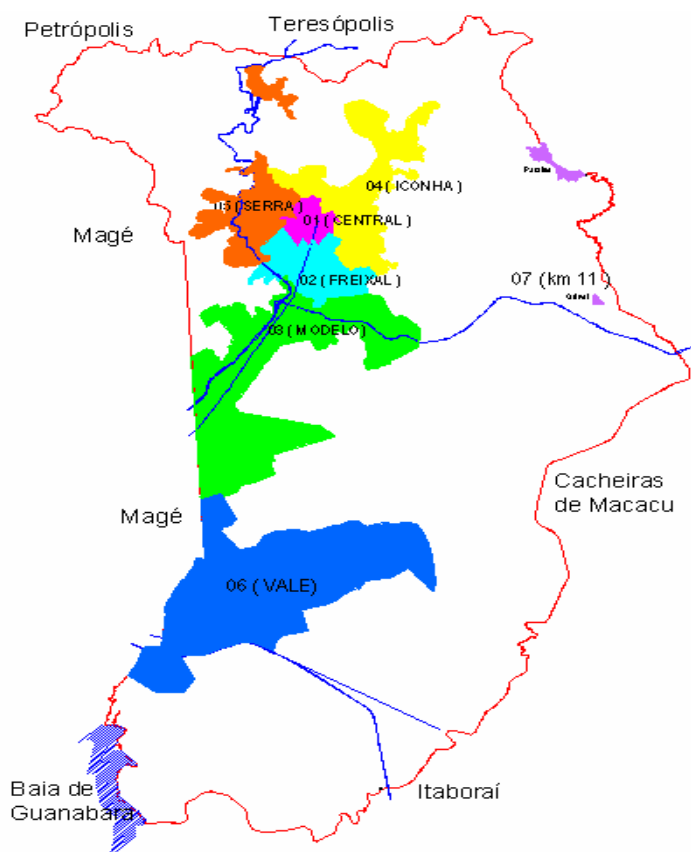 Teresópolis
Petrópolis
04 ( ICONHA )
05 ( SERRA )
01 ( CENTRAL )
Magé
02 ( FREIXAL )
07 (km 11 )
03 ( MODELO )
Cacheiras
de Macacu
Magé
06 ( VALE )
Baia de
Guanabara
Itaboraí